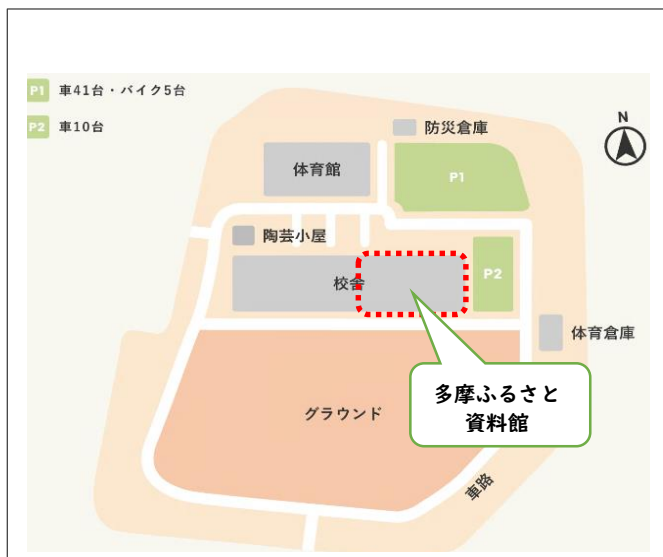 P1 車41台・バイク5台
P2 車10台
N
防災倉庫
体育館
P1
陶芸小屋
校舎
P2
体育倉庫
多摩ふるさと
資料館
グラウンド
車路